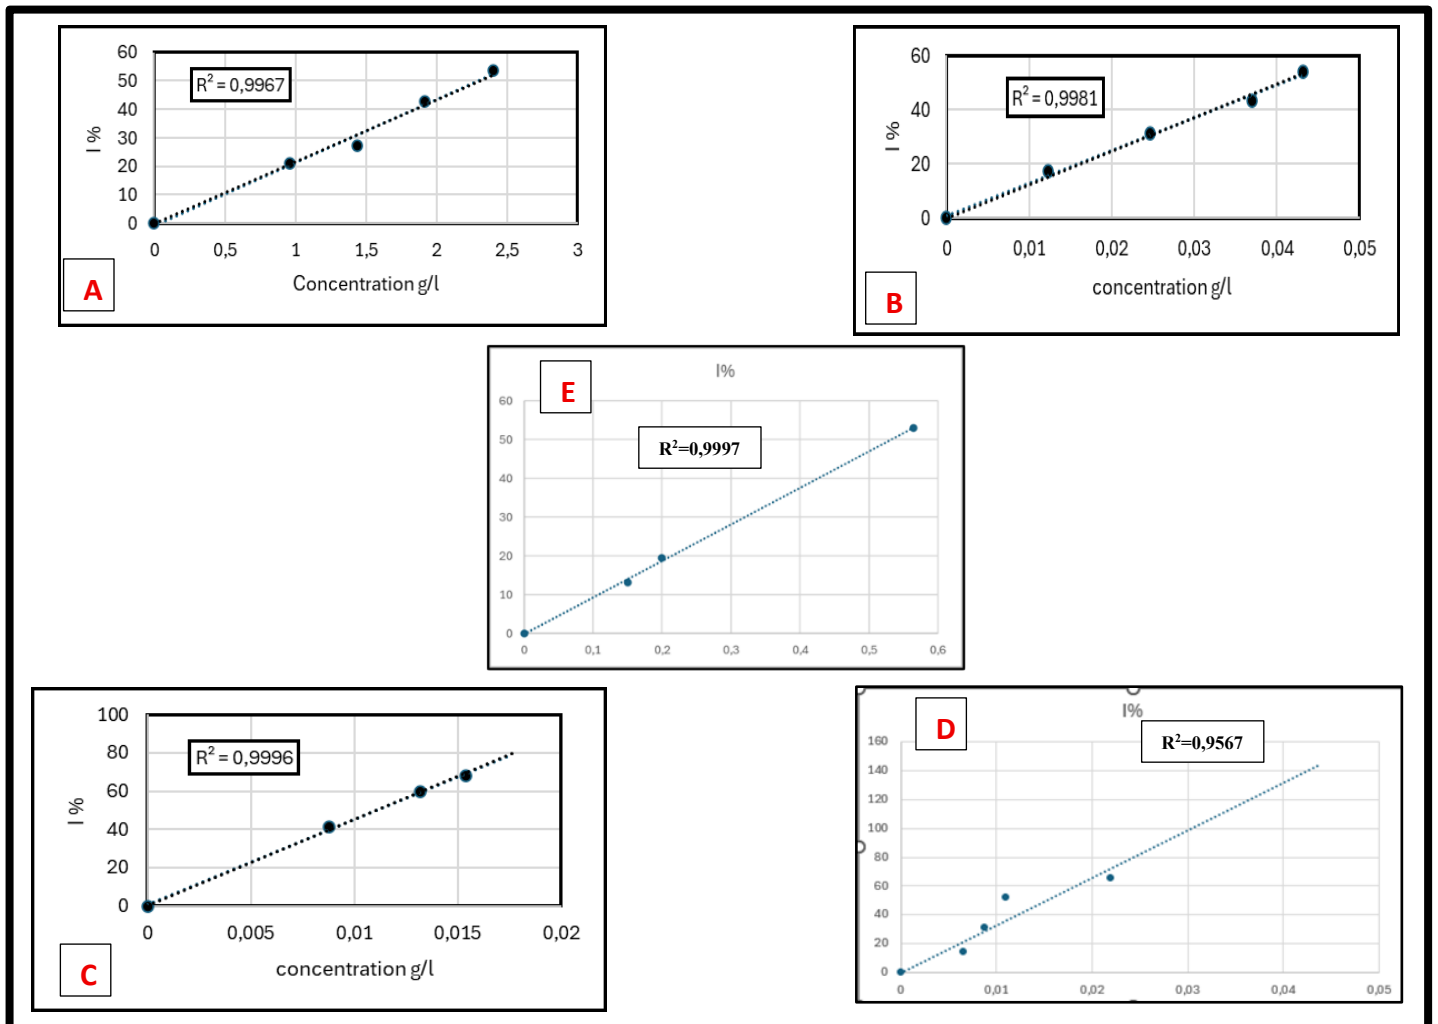 60
50
40
30
20
10
0
I %
R² = 0,9967
0 0,5 1 1,5 2 2,5 3
Concentration g/l
A
60
40
20
0
I %
R² = 0,9981
0 0,01 0,02 0,03 0,04 0,05
concentration g/l
B
I%
E
60
50
40
30
20
10
0
R²=0,9997
0 0,1 0,2 0,3 0,4 0,5 0,6
100
80
60
40
20
0
I %
R² = 0,9996
0 0,005 0,01 0,015 0,02
concentration g/l
C
I%
D
R²=0,9567
160
140
120
100
80
60
40
20
0
0 0,01 0,02 0,03 0,04 0,05